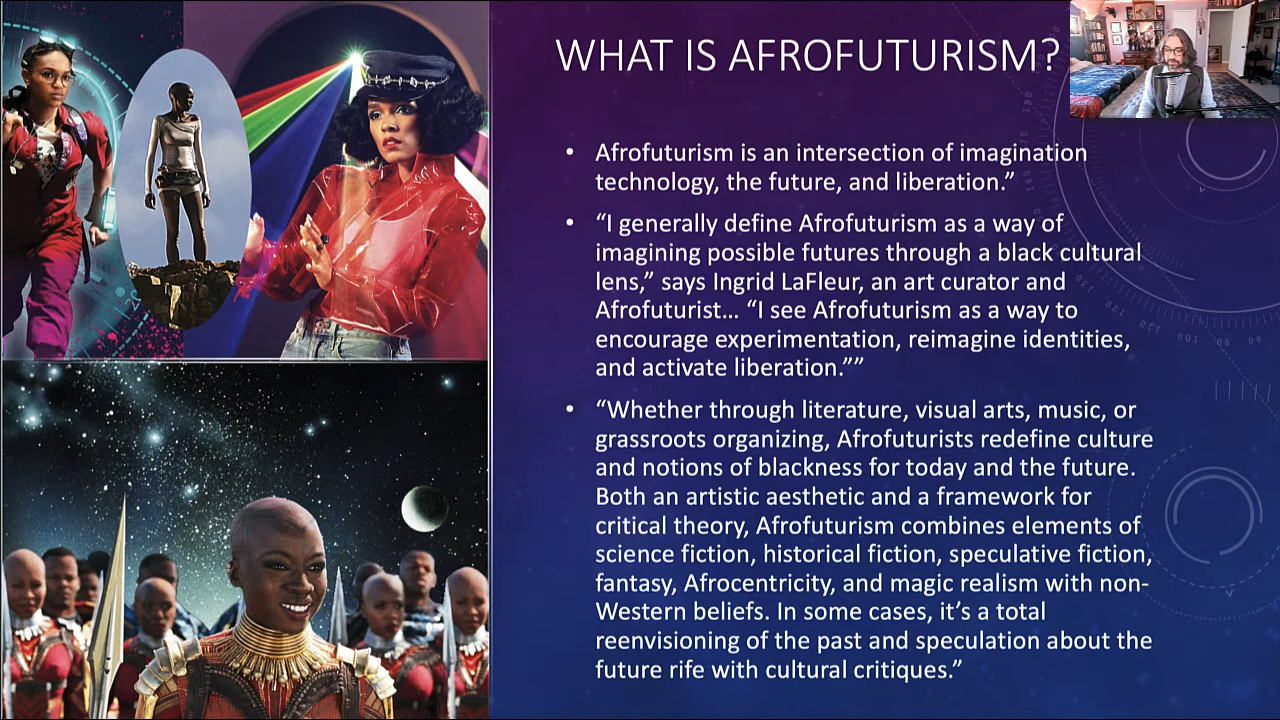 WHAT IS AFROFUTURISM?
• Afrofuturism is an intersection of imagination
technology, the future, and liberation.”
• “I generally define Afrofuturism as a way of
imagining possible futures through a black cultural
lens,” says Ingrid LaFleur, an art curator and
Afrofuturist… “I see Afrofuturism as a way to
encourage experimentation, reimagine identities,
and activate liberation.””
• “Whether through literature, visual arts, music, or
grassroots organizing, Afrofuturists redefine culture
and notions of blackness for today and the future.
Both an artistic aesthetic and a framework for
critical theory, Afrofuturism combines elements of
science fiction, historical fiction, speculative fiction,
fantasy, Afrocentricity, and magic realism with non-
Western beliefs. In some cases, it’s a total
reenvisioning of the past and speculation about the
future rife with cultural critiques.”